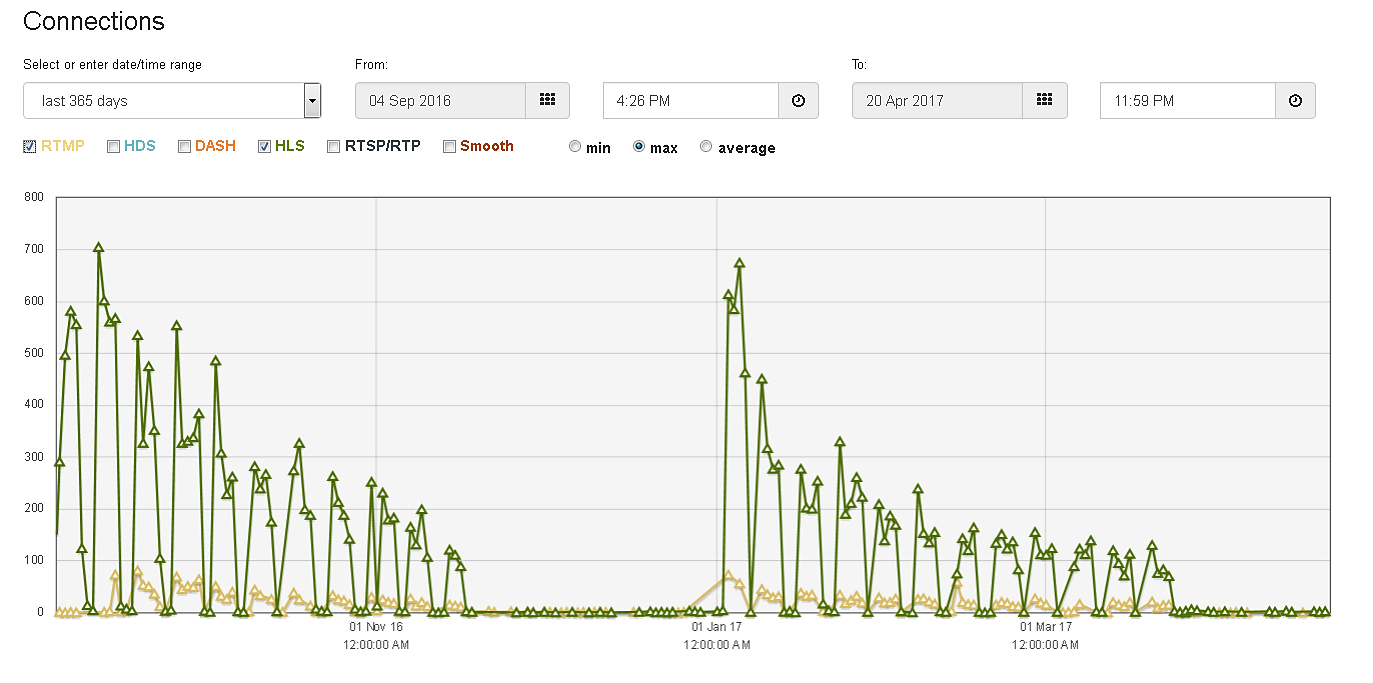 Connections
Select or enter date/time range From: To:
last 365 days 04 Sep 2016 4:26 PM 20 Apr 2017 11:59 PM
RTMP HDS DASH HLS RTSP/RTP Smooth min max average
800
700
600
500
400
300
200
100
0
01 Nov 16 01 Jan 17 01 Mar 17
12:00:00 AM 12:00:00 AM 12:00:00 AM